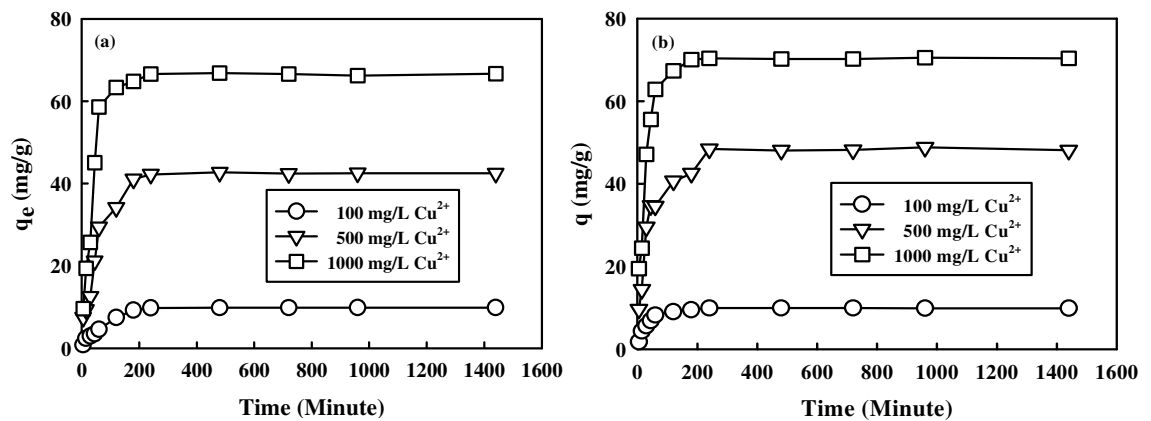 (a)
80
60
40
20
0
qe (mg/g)
100 mg/L Cu²⁺
500 mg/L Cu²⁺
1000 mg/L Cu²⁺
0 200 400 600 800 1000 1200 1400 1600
Time (Minute)
(b)
80
60
40
20
0
q (mg/g)
100 mg/L Cu²⁺
500 mg/L Cu²⁺
1000 mg/L Cu²⁺
0 200 400 600 800 1000 1200 1400 1600
Time (Minute)